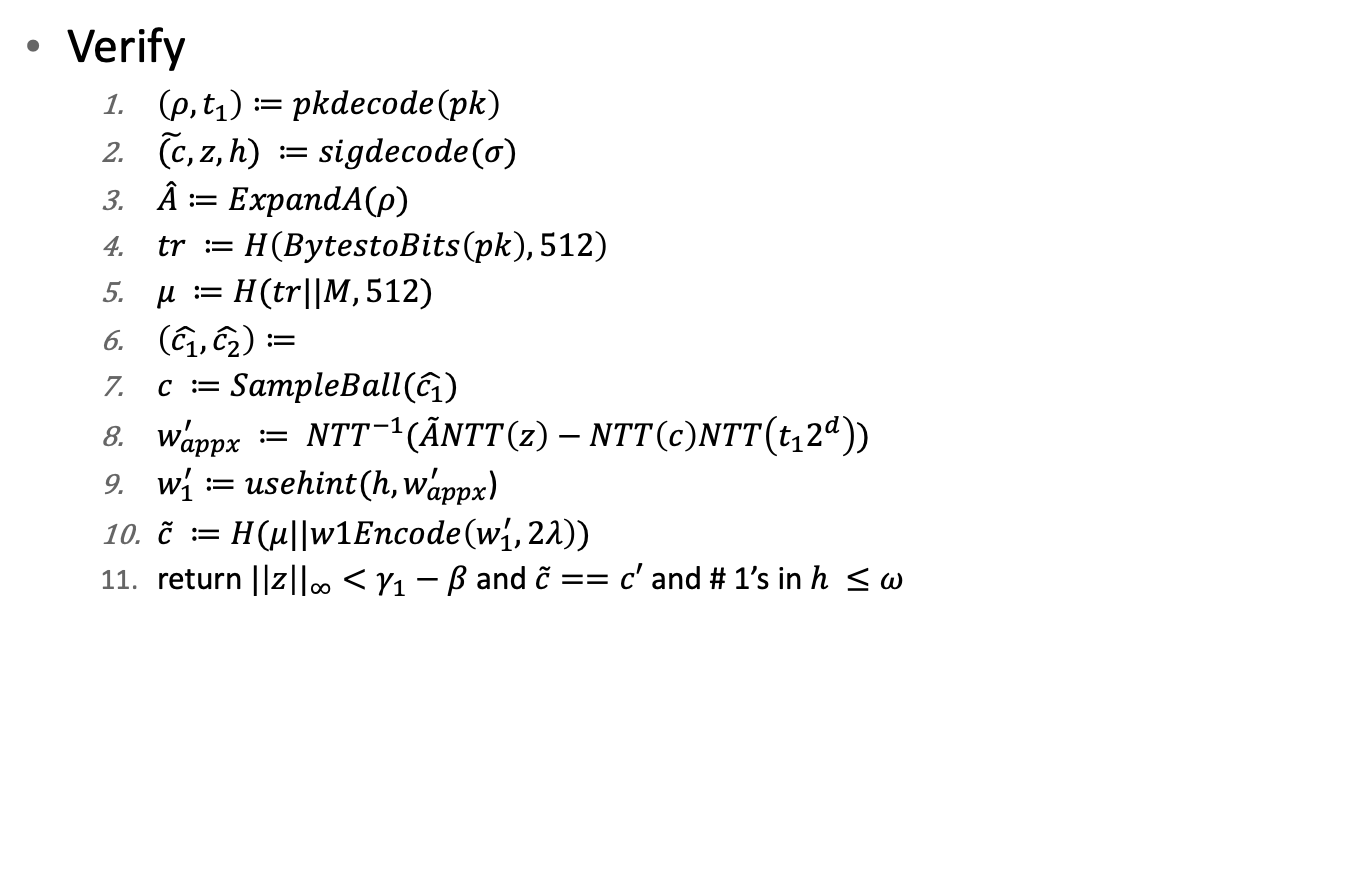 • Verify
1. (ρ, t₁) ≔ pkdecode(pk)
2. (c̃, z, h) ≔ sigdecode(σ)
3. Â ≔ ExpandA(ρ)
4. tr ≔ H(BytestoBits(pk), 512)
5. μ ≔ H(tr||M, 512)
6. (ĉ₁, ĉ₂) ≔
7. c ≔ SampleBall(ĉ₁)
8. w′_appx ≔ NTT⁻¹(ÃNTT(z) − NTT(c)NTT(t₁2ᵈ))
9. w′₁ ≔ usehint(h, w′_appx)
10. c̃ ≔ H(μ||w1Encode(w′₁, 2λ))
11. return ||z||∞ < γ₁ − β and c̃ == c′ and # 1’s in h ≤ ω